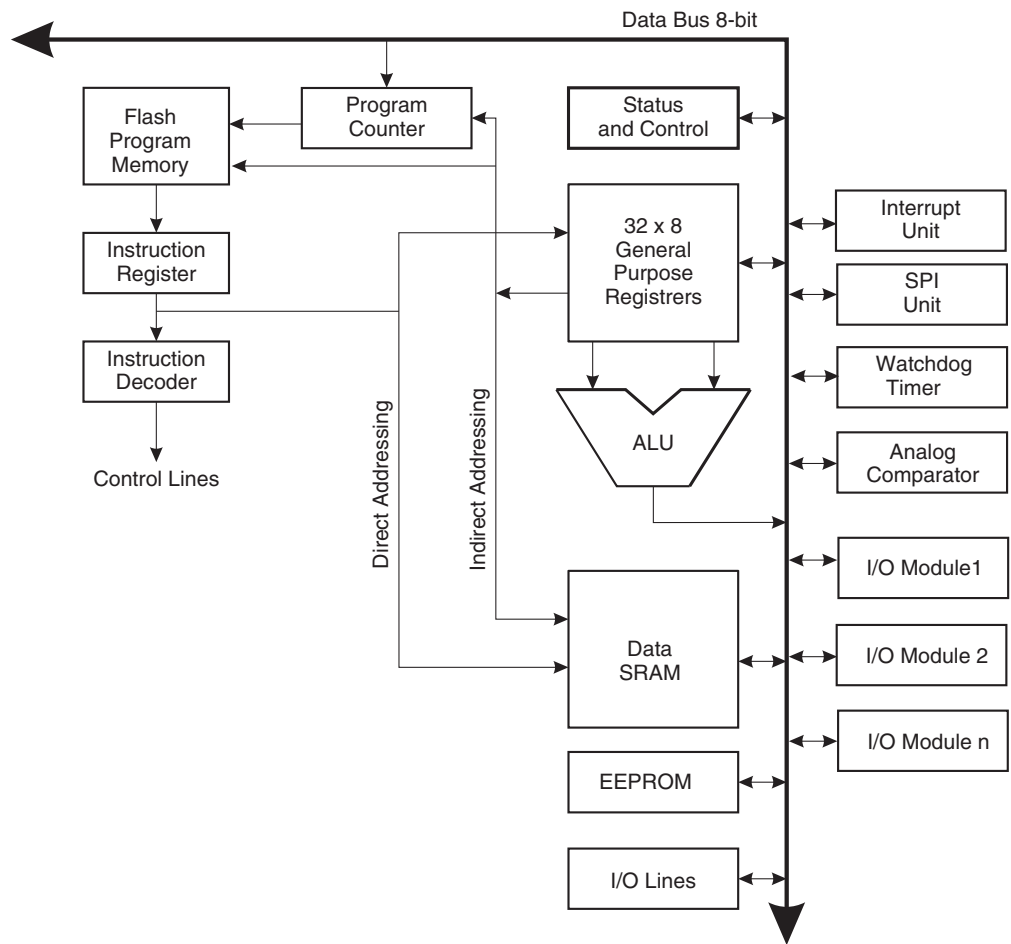 Data Bus 8-bit
Flash
Program
Memory
Program
Counter
Status
and Control
Instruction
Register
32 x 8
General
Purpose
Registrers
Interrupt
Unit
SPI
Unit
Instruction
Decoder
Watchdog
Timer
Control Lines
Direct Addressing
Indirect Addressing
ALU
Analog
Comparator
I/O Module1
Data
SRAM
I/O Module 2
I/O Module n
EEPROM
I/O Lines